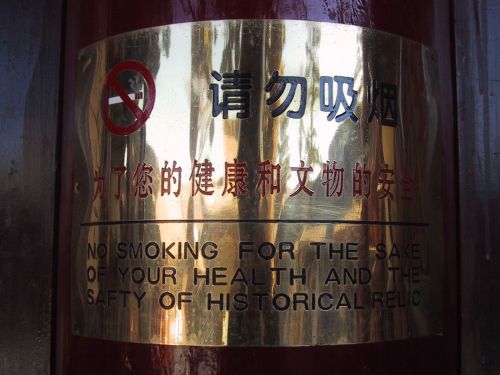 请勿吸烟
为了您的健康和文物的安全
NO SMOKING FOR THE SAKE
OF YOUR HEALTH AND THE
SAFTY OF HISTORICAL RELIC